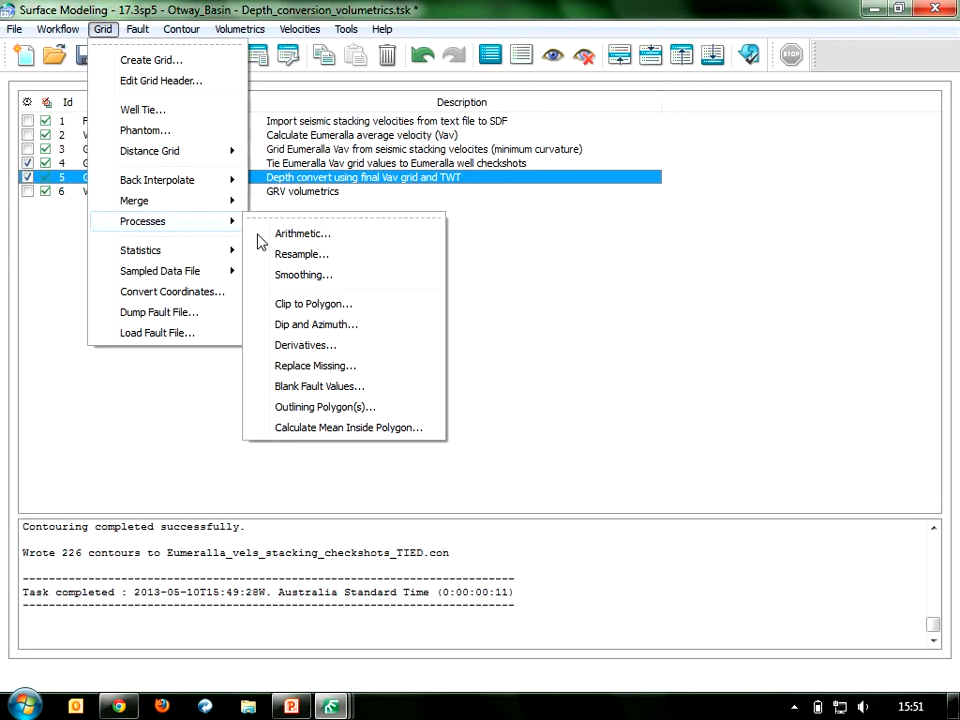 Surface Modeling - 17.3sp5 - Otway_Basin - Depth_conversion_volumetrics.tsk *
File Workflow Grid Fault Contour Volumetrics Velocities Tools Help
STOP
Create Grid...
Edit Grid Header...
Well Tie...
Phantom...
Distance Grid
Back Interpolate
Merge
Processes
Statistics
Sampled Data File
Convert Coordinates...
Dump Fault File...
Load Fault File...
Arithmetic...
Resample...
Smoothing...
Clip to Polygon...
Dip and Azimuth...
Derivatives...
Replace Missing...
Blank Fault Values...
Outlining Polygon(s)...
Calculate Mean Inside Polygon...
Id Description
1 Import seismic stacking velocities from text file to SDF
2 Calculate Eumeralla average velocity (Vav)
3 Grid Eumeralla Vav from seismic stacking velocites (minimum curvature)
4 Tie Eumeralla Vav grid values to Eumeralla well checkshots
5 Depth convert using final Vav grid and TWT
6 GRV volumetrics
Contouring completed successfully.
Wrote 226 contours to Eumeralla_vels_stacking_checkshots_TIED.con
--------------------------------------------------------------------
Task completed : 2013-05-10T15:49:28W. Australia Standard Time (0:00:00:11)
--------------------------------------------------------------------
15:51